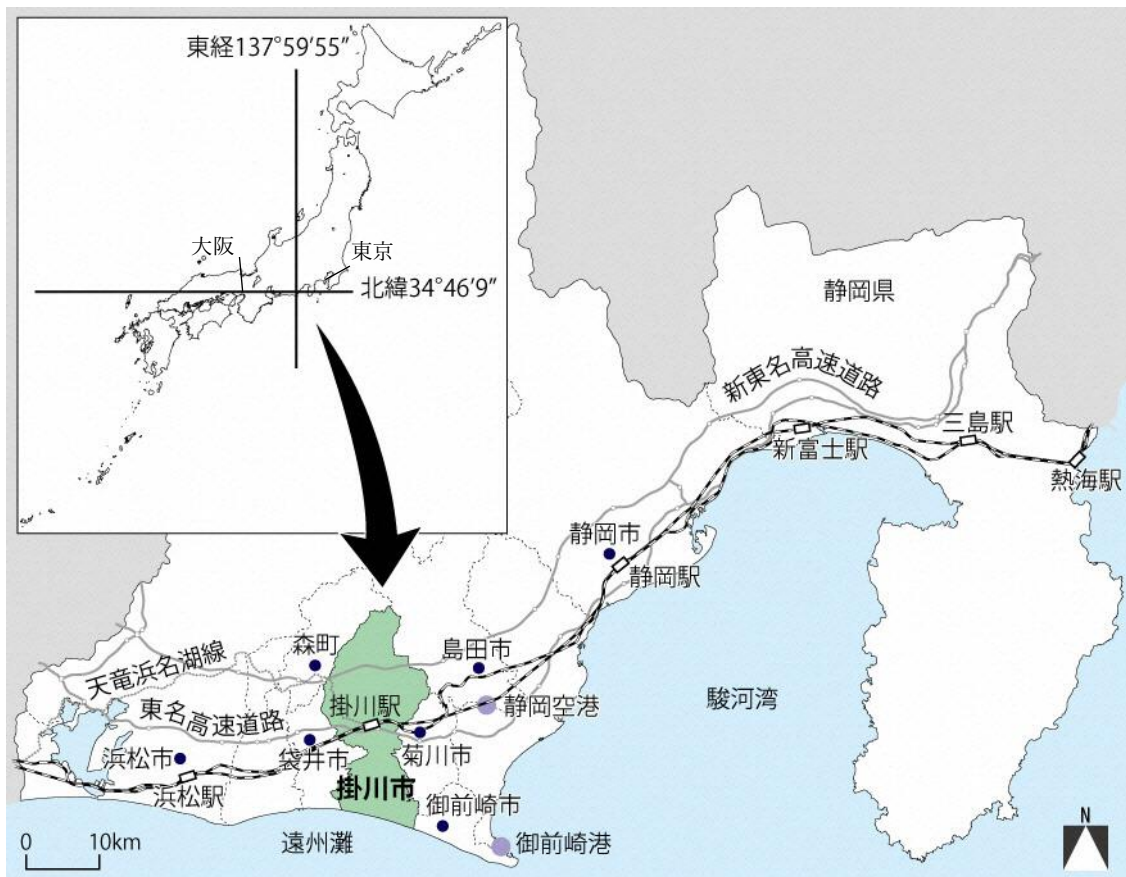 東経137°59'55"
大阪
東京
北緯34°46'9"
静岡県
新東名高速道路
三島駅
新富士駅
熱海駅
静岡市
静岡駅
森町
島田市
天竜浜名湖線
掛川駅
静岡空港
駿河湾
東名高速道路
浜松市
袋井市
菊川市
掛川市
浜松駅
御前崎市
遠州灘
御前崎港
0 10km
N